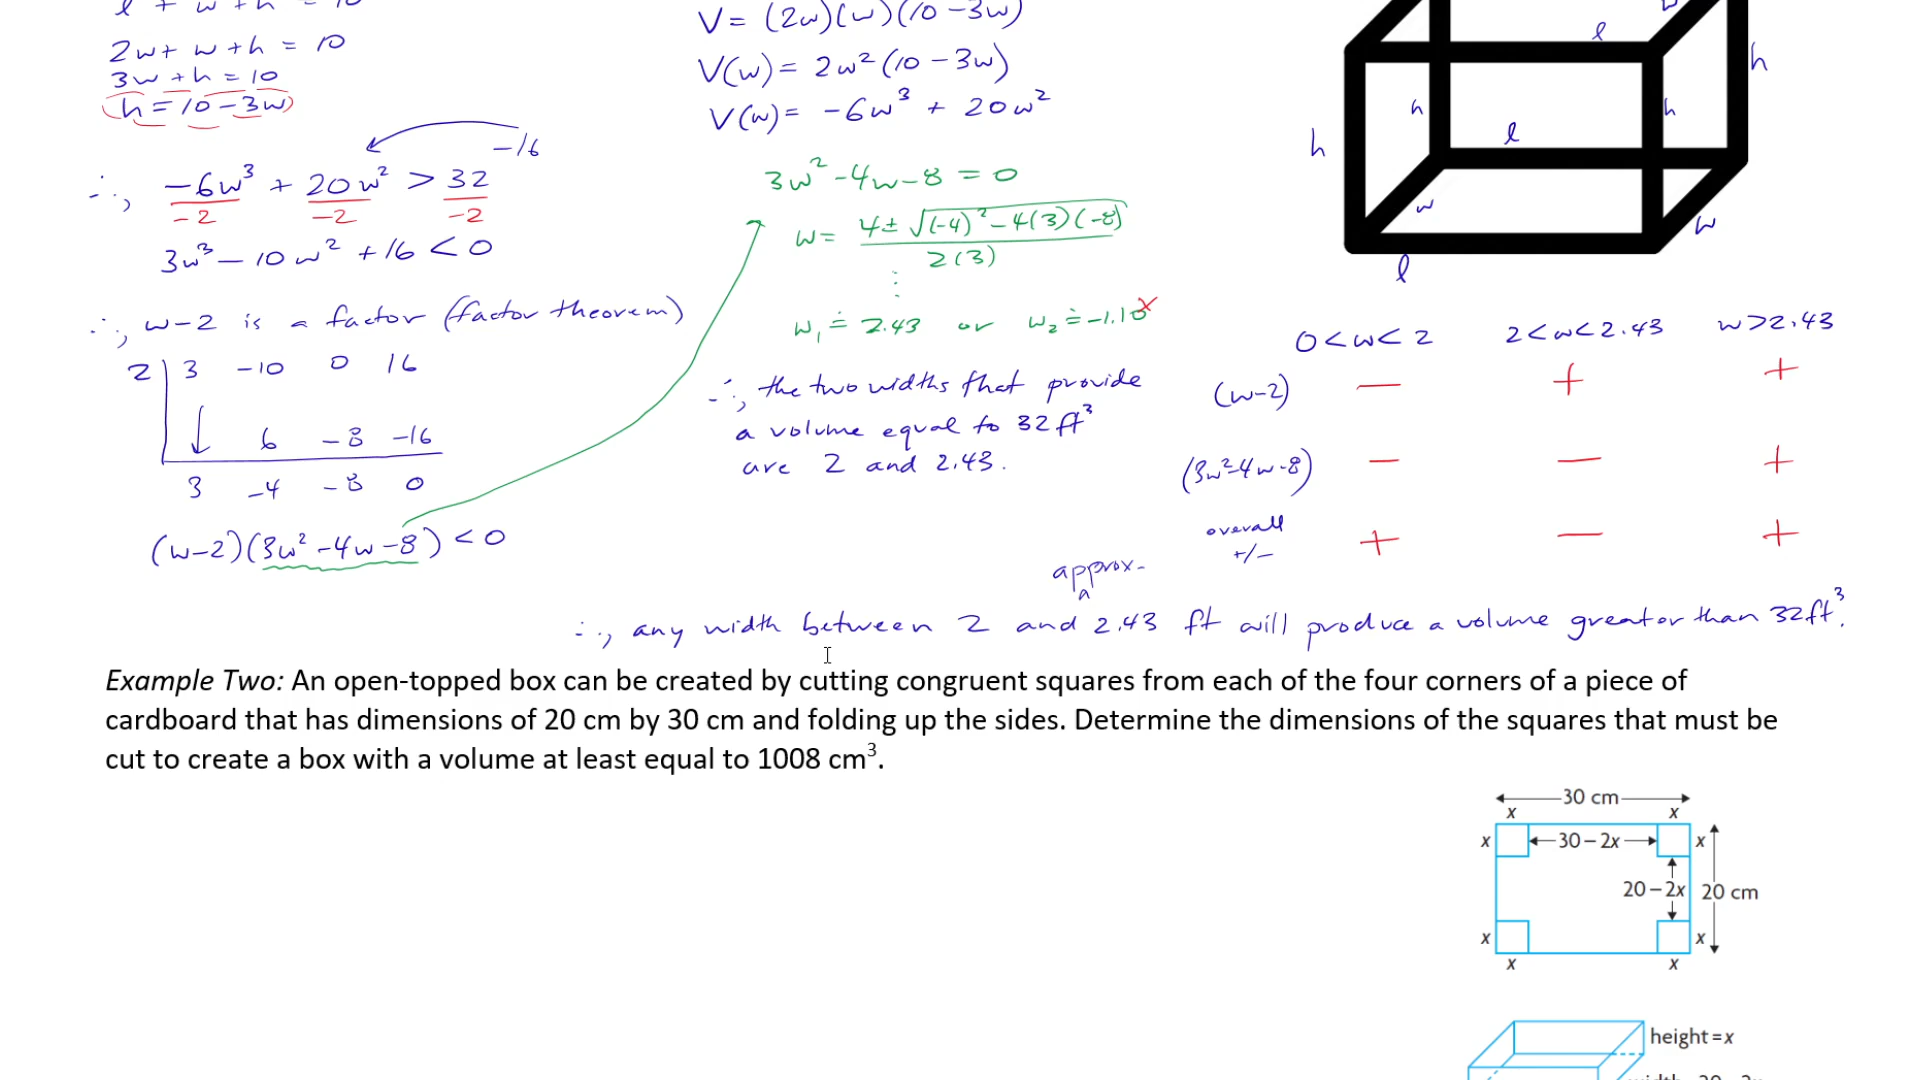 l + w + h = 10
2w + w + h = 10
3w + h = 10
h = 10 - 3w
∴, -6w³ + 20w² > 32
-2 -2 -2
-16
3w³ - 10w² + 16 < 0
∴, w-2 is a factor (factor theorem)
2 | 3 -10 0 16
↓ 6 -8 -16
3 -4 -8 0
(w-2)(3w² - 4w - 8) < 0
V = (2w)(w)(10 - 3w)
V(w) = 2w²(10 - 3w)
V(w) = -6w³ + 20w²
3w² - 4w - 8 = 0
w = 4 ± √(-4)² - 4(3)(-8)
2(3)
⋮
w₁ ≐ 2.43 or w₂ ≐ -1.10 x
∴, the two widths that provide
a volume equal to 32 ft³
are 2 and 2.43.
w
l
h
h
h
l
h
w
w
l
0 < w < 2 2 < w < 2.43 w > 2.43
(w-2) - + +
(3w²-4w-8) - - +
overall + - +
+/-
approx.
∴, any width between 2 and 2.43 ft will produce a volume greater than 32 ft³.
Example Two: An open-topped box can be created by cutting congruent squares from each of the four corners of a piece of
cardboard that has dimensions of 20 cm by 30 cm and folding up the sides. Determine the dimensions of the squares that must be
cut to create a box with a volume at least equal to 1008 cm³.
30 cm
x x
x 30 – 2x x
20 – 2x 20 cm
x x
x x
height = x